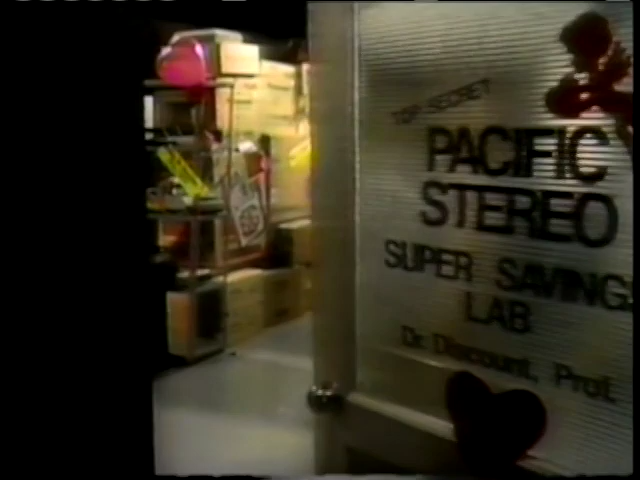 TOP SECRET
PACIFIC
STEREO
SUPER SAVINGS
LAB
Dr. Discount, Prof.